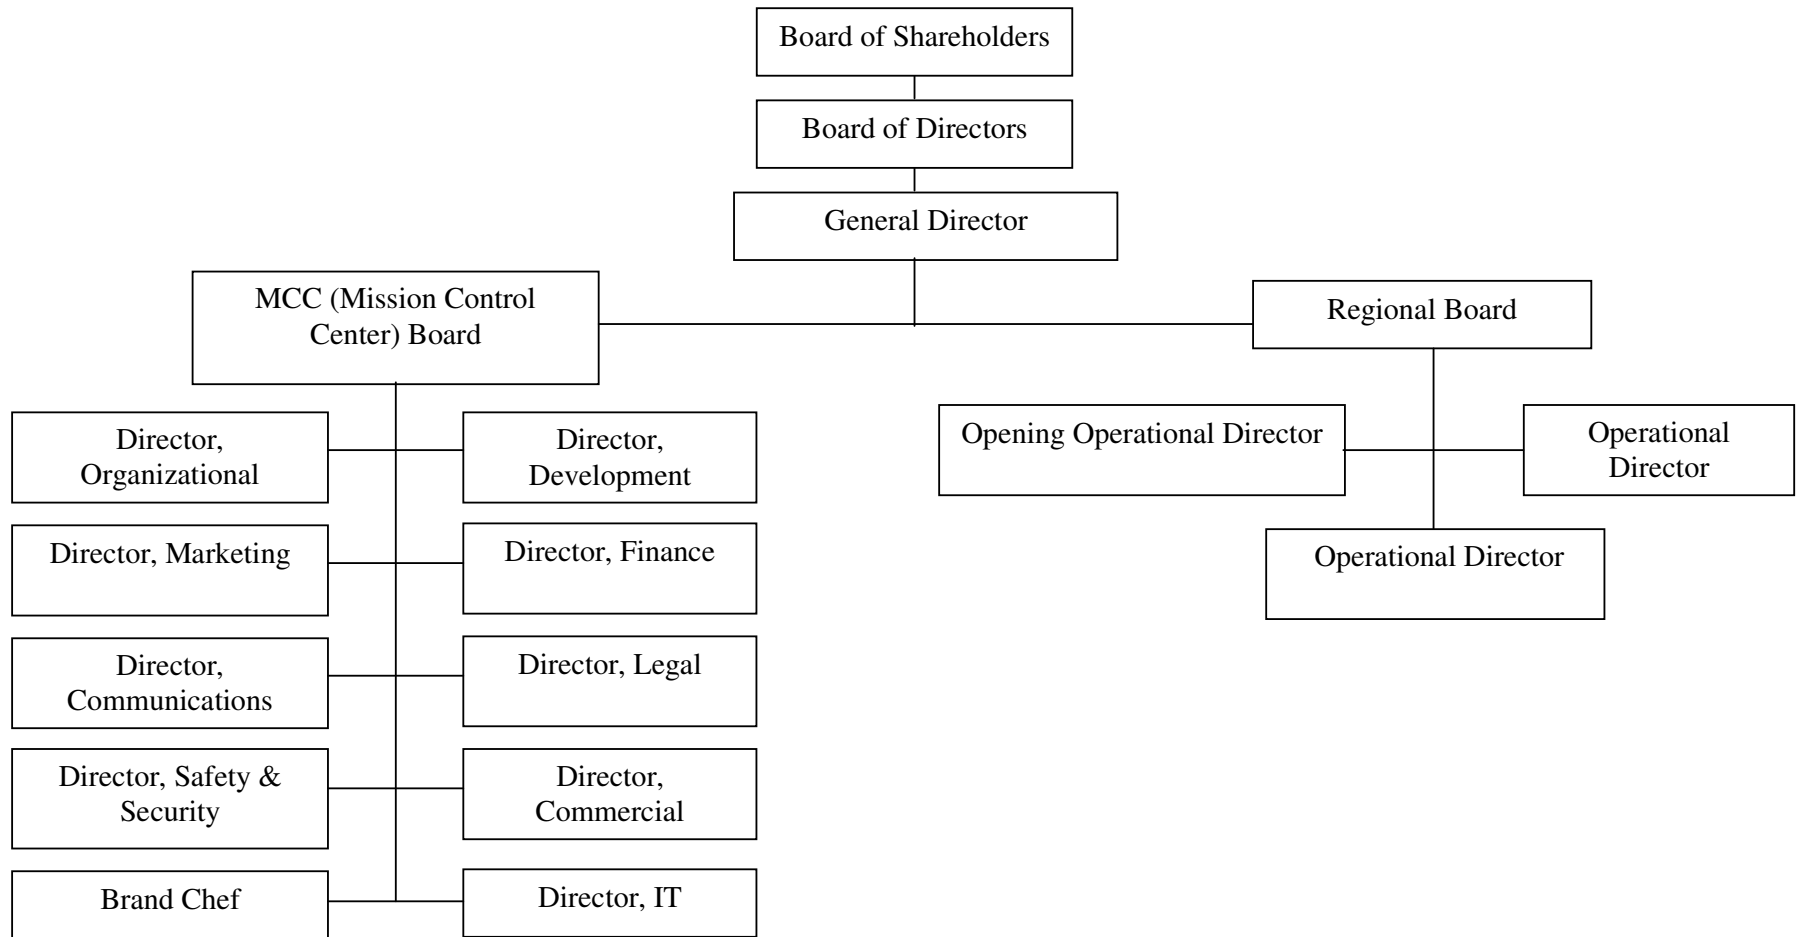 Board of Shareholders
Board of Directors
General Director
MCC (Mission Control
Center) Board
Regional Board
Director,
Organizational
Director,
Development
Opening Operational Director
Operational
Director
Director, Marketing
Director, Finance
Operational Director
Director,
Communications
Director, Legal
Director, Safety &
Security
Director,
Commercial
Brand Chef
Director, IT